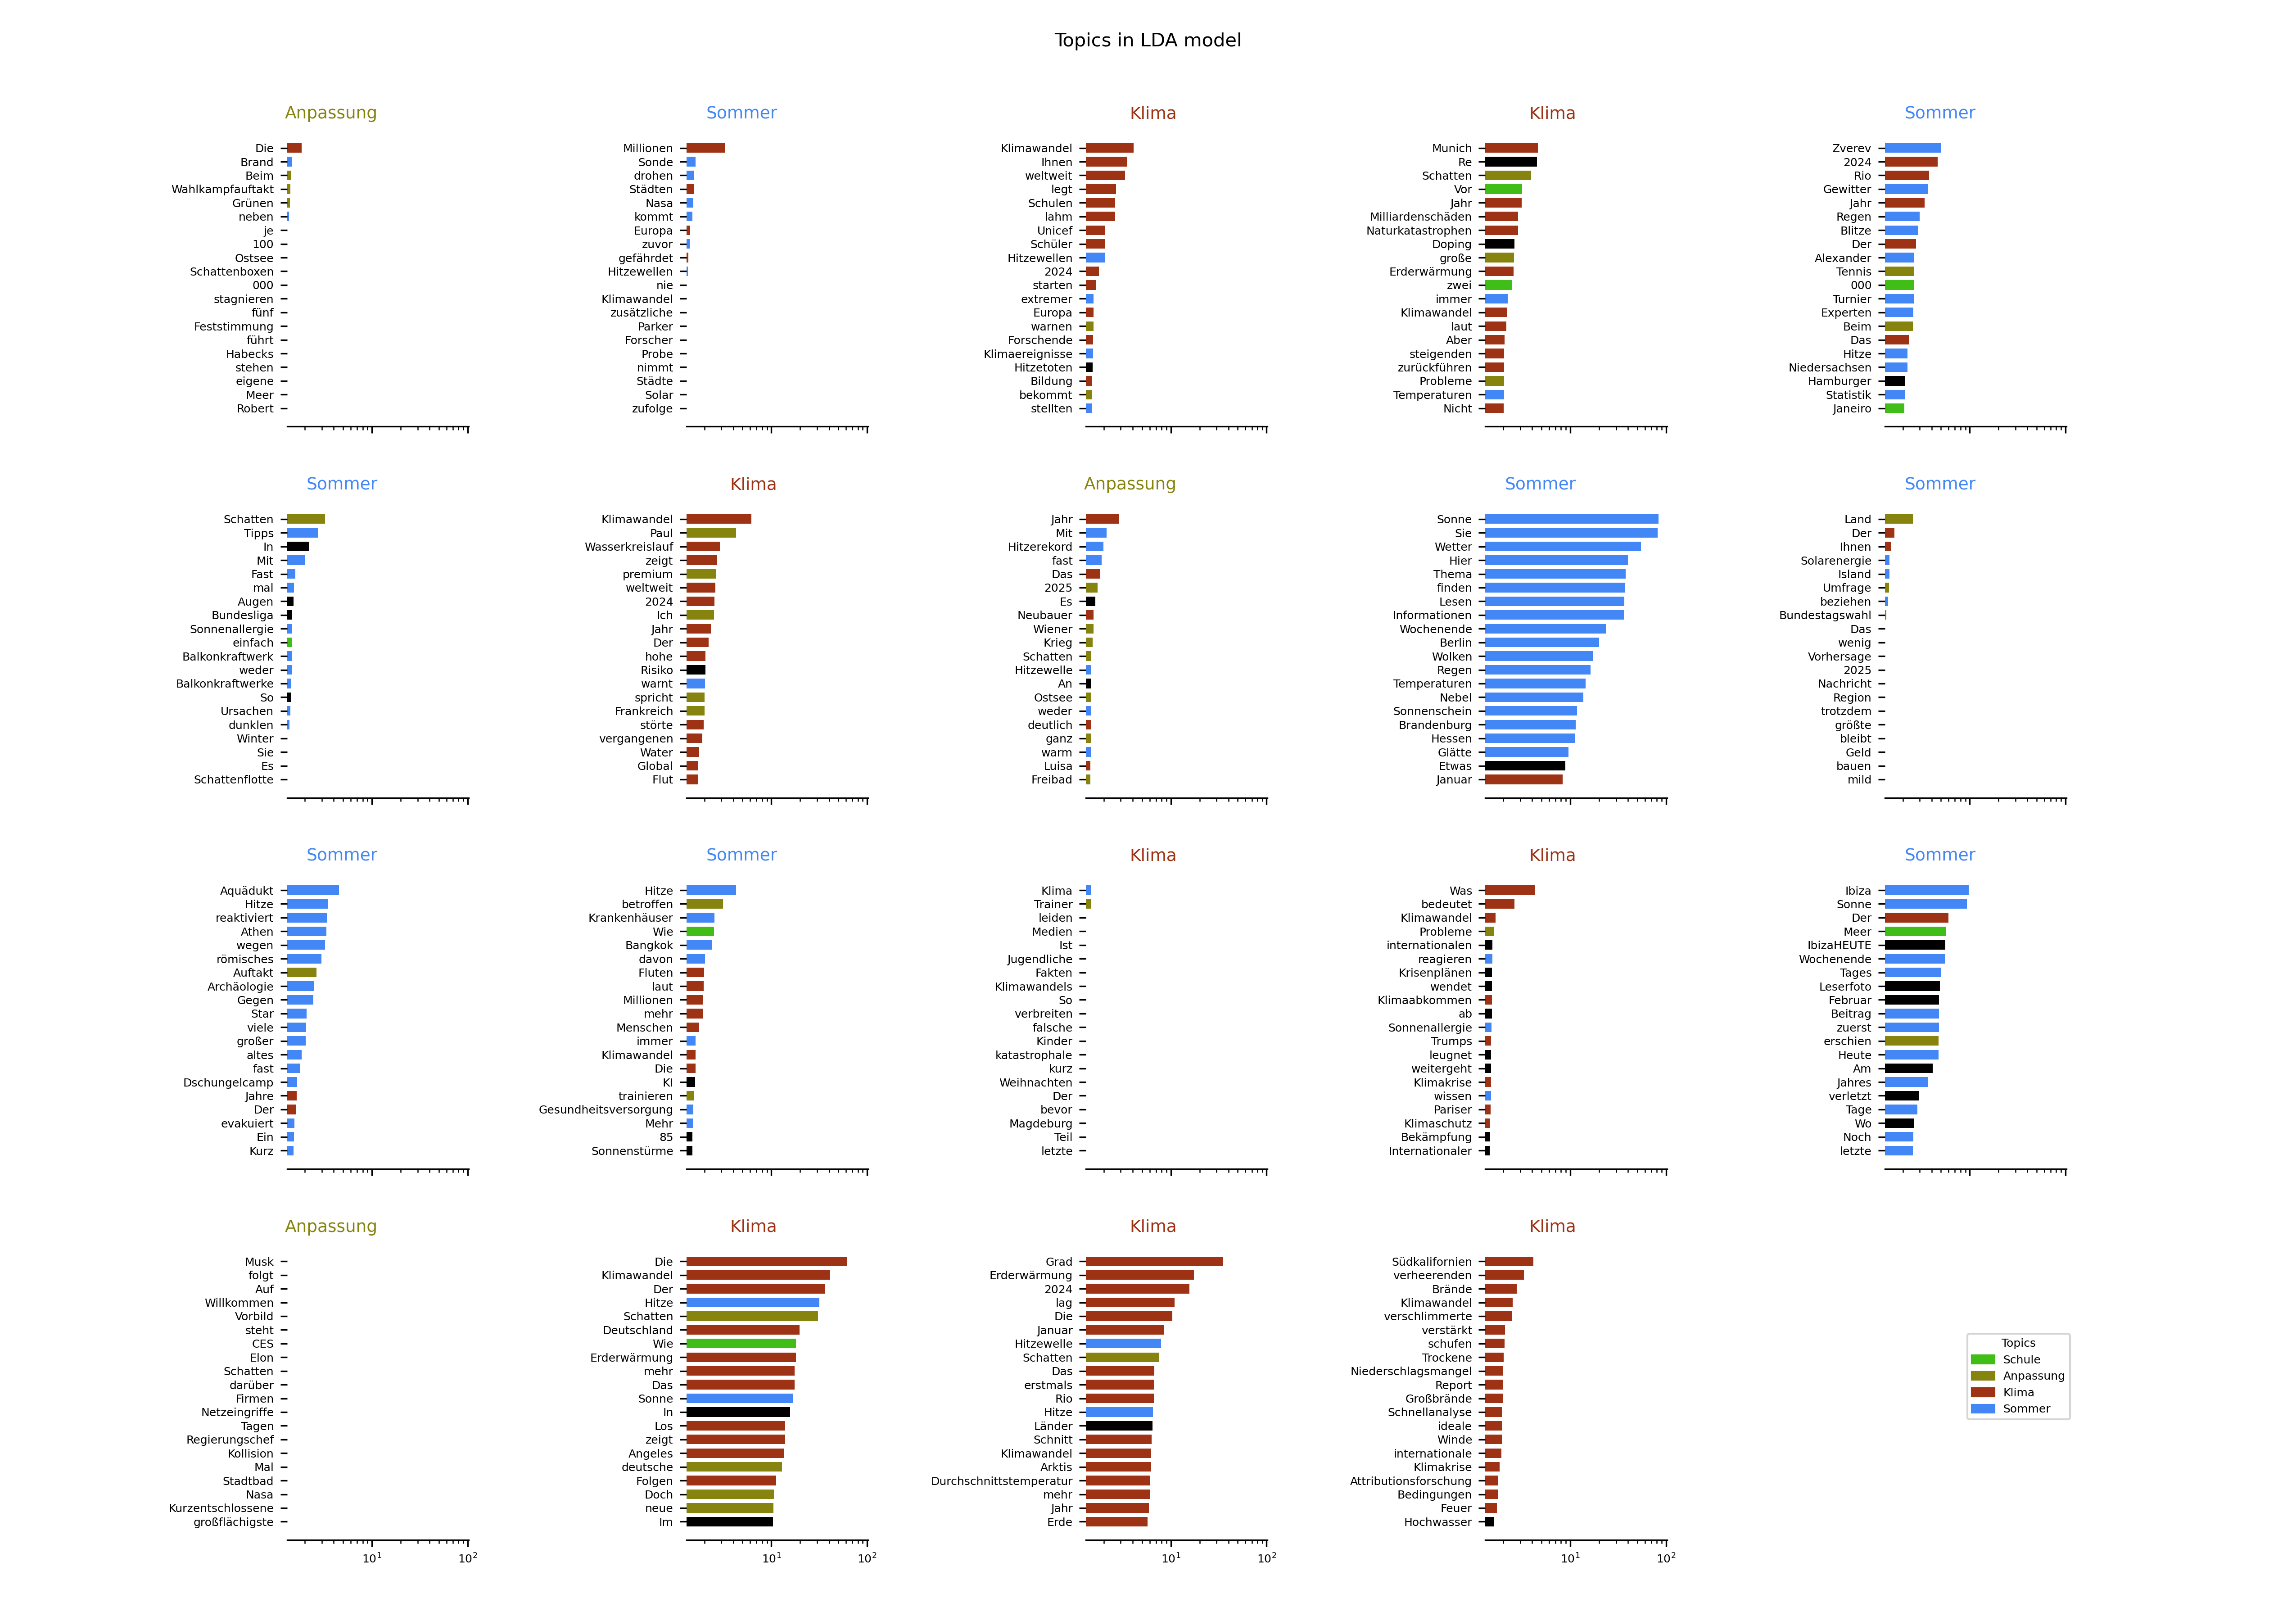 Topics in LDA model
Anpassung
Die
Brand
Beim
Wahlkampfauftakt
Grünen
neben
je
100
Ostsee
Schattenboxen
000
stagnieren
fünf
Feststimmung
führt
Habecks
stehen
eigene
Meer
Robert
Sommer
Millionen
Sonde
drohen
Städten
Nasa
kommt
Europa
zuvor
gefährdet
Hitzewellen
nie
Klimawandel
zusätzliche
Parker
Forscher
Probe
nimmt
Städte
Solar
zufolge
Klima
Klimawandel
Ihnen
weltweit
legt
Schulen
lahm
Unicef
Schüler
Hitzewellen
2024
starten
extremer
Europa
warnen
Forschende
Klimaereignisse
Hitzetoten
Bildung
bekommt
stellten
Klima
Munich
Re
Schatten
Vor
Jahr
Milliardenschäden
Naturkatastrophen
Doping
große
Erderwärmung
zwei
immer
Klimawandel
laut
Aber
steigenden
zurückführen
Probleme
Temperaturen
Nicht
Sommer
Zverev
2024
Rio
Gewitter
Jahr
Regen
Blitze
Der
Alexander
Tennis
000
Turnier
Experten
Beim
Das
Hitze
Niedersachsen
Hamburger
Statistik
Janeiro
Sommer
Schatten
Tipps
In
Mit
Fast
mal
Augen
Bundesliga
Sonnenallergie
einfach
Balkonkraftwerk
weder
Balkonkraftwerke
So
Ursachen
dunklen
Winter
Sie
Es
Schattenflotte
Klima
Klimawandel
Paul
Wasserkreislauf
zeigt
premium
weltweit
2024
Ich
Jahr
Der
hohe
Risiko
warnt
spricht
Frankreich
störte
vergangenen
Water
Global
Flut
Anpassung
Jahr
Mit
Hitzerekord
fast
Das
2025
Es
Neubauer
Wiener
Krieg
Schatten
Hitzewelle
An
Ostsee
weder
deutlich
ganz
warm
Luisa
Freibad
Sommer
Sonne
Sie
Wetter
Hier
Thema
finden
Lesen
Informationen
Wochenende
Berlin
Wolken
Regen
Temperaturen
Nebel
Sonnenschein
Brandenburg
Hessen
Glätte
Etwas
Januar
Sommer
Land
Der
Ihnen
Solarenergie
Island
Umfrage
beziehen
Bundestagswahl
Das
wenig
Vorhersage
2025
Nachricht
Region
trotzdem
größte
bleibt
Geld
bauen
mild
Sommer
Aquädukt
Hitze
reaktiviert
Athen
wegen
römisches
Auftakt
Archäologie
Gegen
Star
viele
großer
altes
fast
Dschungelcamp
Jahre
Der
evakuiert
Ein
Kurz
Sommer
Hitze
betroffen
Krankenhäuser
Wie
Bangkok
davon
Fluten
laut
Millionen
mehr
Menschen
immer
Klimawandel
Die
KI
trainieren
Gesundheitsversorgung
Mehr
85
Sonnenstürme
Klima
Klima
Trainer
leiden
Medien
Ist
Jugendliche
Fakten
Klimawandels
So
verbreiten
falsche
Kinder
katastrophale
kurz
Weihnachten
Der
bevor
Magdeburg
Teil
letzte
Klima
Was
bedeutet
Klimawandel
Probleme
internationalen
reagieren
Krisenplänen
wendet
Klimaabkommen
ab
Sonnenallergie
Trumps
leugnet
weitergeht
Klimakrise
wissen
Pariser
Klimaschutz
Bekämpfung
Internationaler
Sommer
Ibiza
Sonne
Der
Meer
IbizaHEUTE
Wochenende
Tages
Leserfoto
Februar
Beitrag
zuerst
erschien
Heute
Am
Jahres
verletzt
Tage
Wo
Noch
letzte
Anpassung
Musk
folgt
Auf
Willkommen
Vorbild
steht
CES
Elon
Schatten
darüber
Firmen
Netzeingriffe
Tagen
Regierungschef
Kollision
Mal
Stadtbad
Nasa
Kurzentschlossene
großflächigste
10¹ 10²
Klima
Die
Klimawandel
Der
Hitze
Schatten
Deutschland
Wie
Erderwärmung
mehr
Das
Sonne
In
Los
zeigt
Angeles
deutsche
Folgen
Doch
neue
Im
10¹ 10²
Klima
Grad
Erderwärmung
2024
lag
Die
Januar
Hitzewelle
Schatten
Das
erstmals
Rio
Hitze
Länder
Schnitt
Klimawandel
Arktis
Durchschnittstemperatur
mehr
Jahr
Erde
10¹ 10²
Klima
Südkalifornien
verheerenden
Brände
Klimawandel
verschlimmerte
verstärkt
schufen
Trockene
Niederschlagsmangel
Report
Großbrände
Schnellanalyse
ideale
Winde
internationale
Klimakrise
Attributionsforschung
Bedingungen
Feuer
Hochwasser
10¹ 10²
Topics
Schule
Anpassung
Klima
Sommer